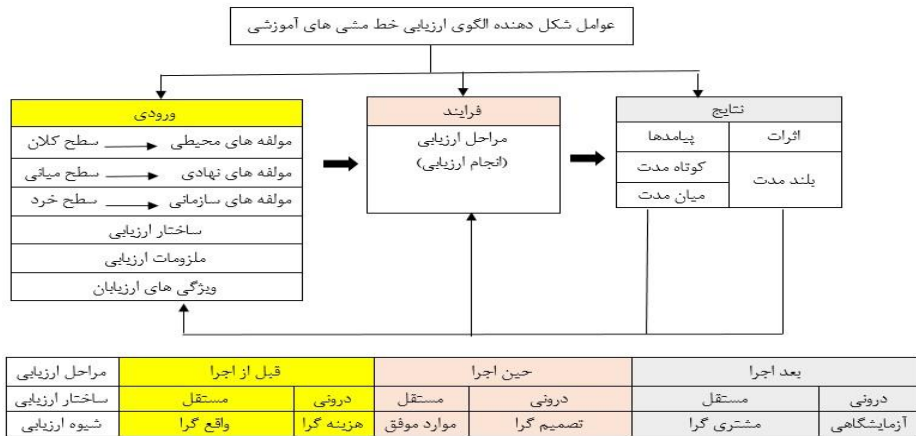 عوامل شکل دهنده الگوی ارزیابی خط مشی های آموزشی
ورودی
مولفه های محیطی سطح کلان
مولفه های نهادی سطح میانی
مولفه های سازمانی سطح خرد
ساختار ارزیابی
ملزومات ارزیابی
ویژگی های ارزیابان
فرایند
مراحل ارزیابی
(انجام ارزیابی)
نتایج
اثرات پیامدها
بلند مدت
کوتاه مدت
میان مدت
بعد اجرا حین اجرا قبل از اجرا مراحل ارزیابی
درونی مستقل درونی مستقل درونی مستقل ساختار ارزیابی
آزمایشگاهی مشتری گرا تصمیم گرا موارد موفق هزینه گرا واقع گرا شیوه ارزیابی